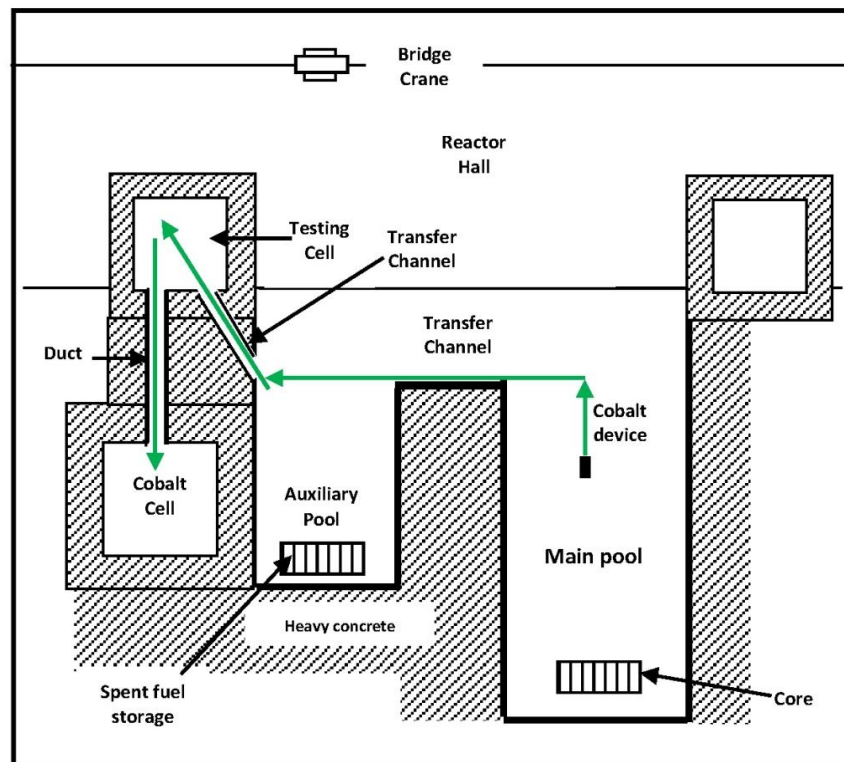 Bridge
Crane
Reactor
Hall
Testing
Cell
Transfer
Channel
Transfer
Channel
Duct
Cobalt
device
Cobalt
Cell
Auxiliary
Pool
Main pool
Heavy concrete
Spent fuel
storage
Core